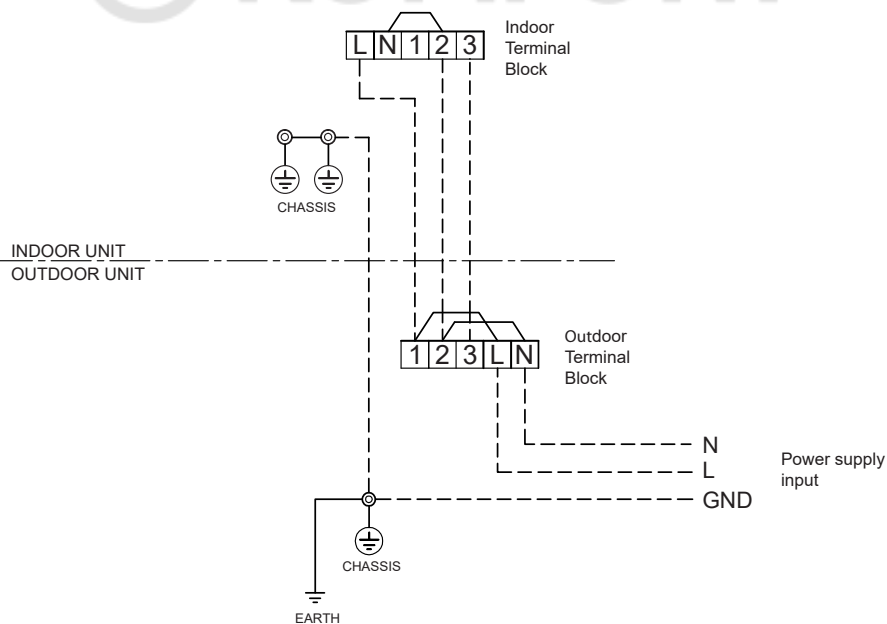 L N 1 2 3
Indoor
Terminal
Block
CHASSIS
INDOOR UNIT
OUTDOOR UNIT
1 2 3 L N
Outdoor
Terminal
Block
N
L
GND
Power supply
input
CHASSIS
EARTH